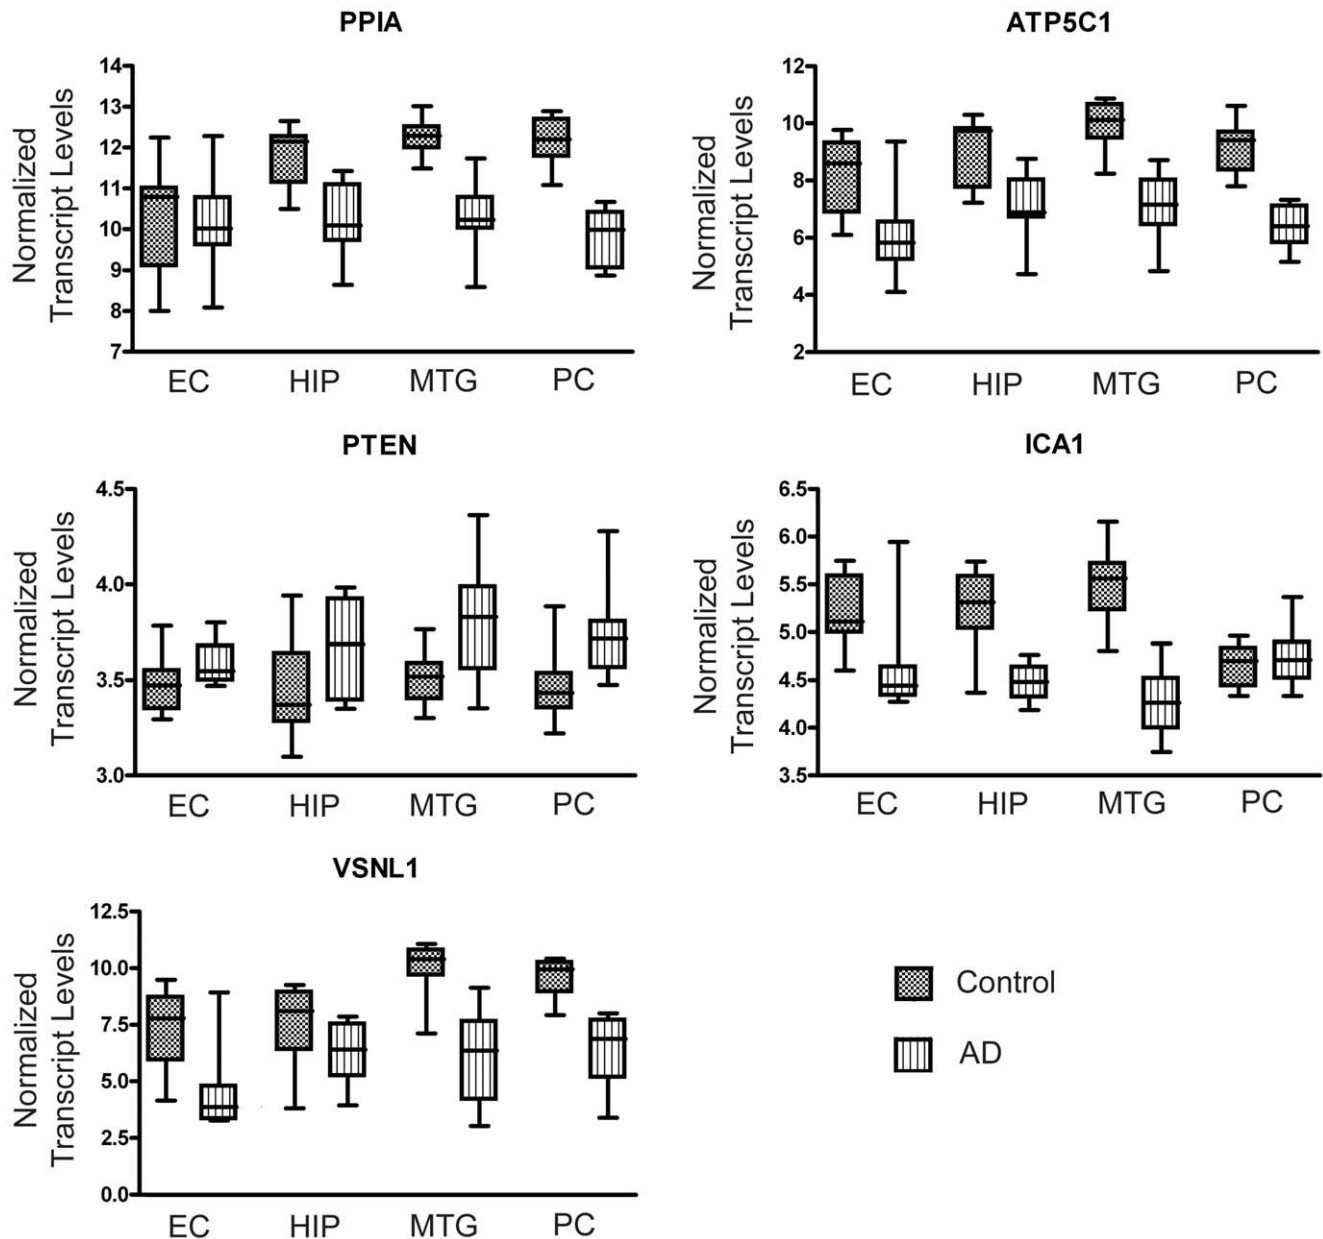 PPIA
Normalized
Transcript Levels
14
13
12
11
10
9
8
7
EC HIP MTG PC
ATP5C1
Normalized
Transcript Levels
12
10
8
6
4
2
EC HIP MTG PC
PTEN
Normalized
Transcript Levels
4.5
4.0
3.5
3.0
EC HIP MTG PC
ICA1
Normalized
Transcript Levels
6.5
6.0
5.5
5.0
4.5
4.0
3.5
EC HIP MTG PC
VSNL1
Normalized
Transcript Levels
12.5
10.0
7.5
5.0
2.5
0.0
EC HIP MTG PC
Control
AD